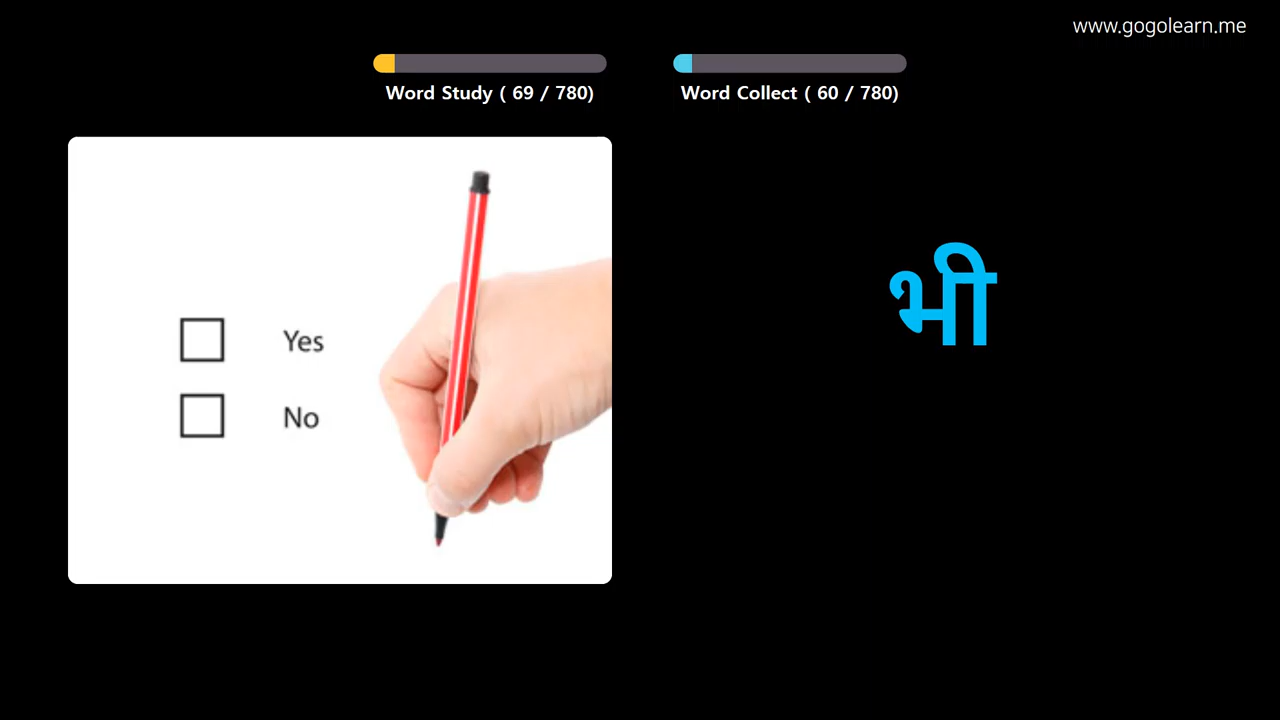 www.gogolearn.me
Word Study ( 69 / 780)
Word Collect ( 60 / 780)
Yes
No
भी